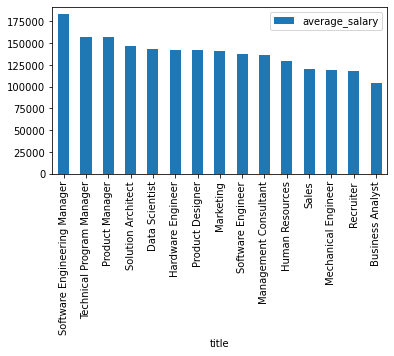 average_salary
175000
150000
125000
100000
75000
50000
25000
0
Software Engineering Manager
Technical Program Manager
Product Manager
Solution Architect
Data Scientist
Hardware Engineer
Product Designer
Marketing
Software Engineer
Management Consultant
Human Resources
Sales
Mechanical Engineer
Recruiter
Business Analyst
title